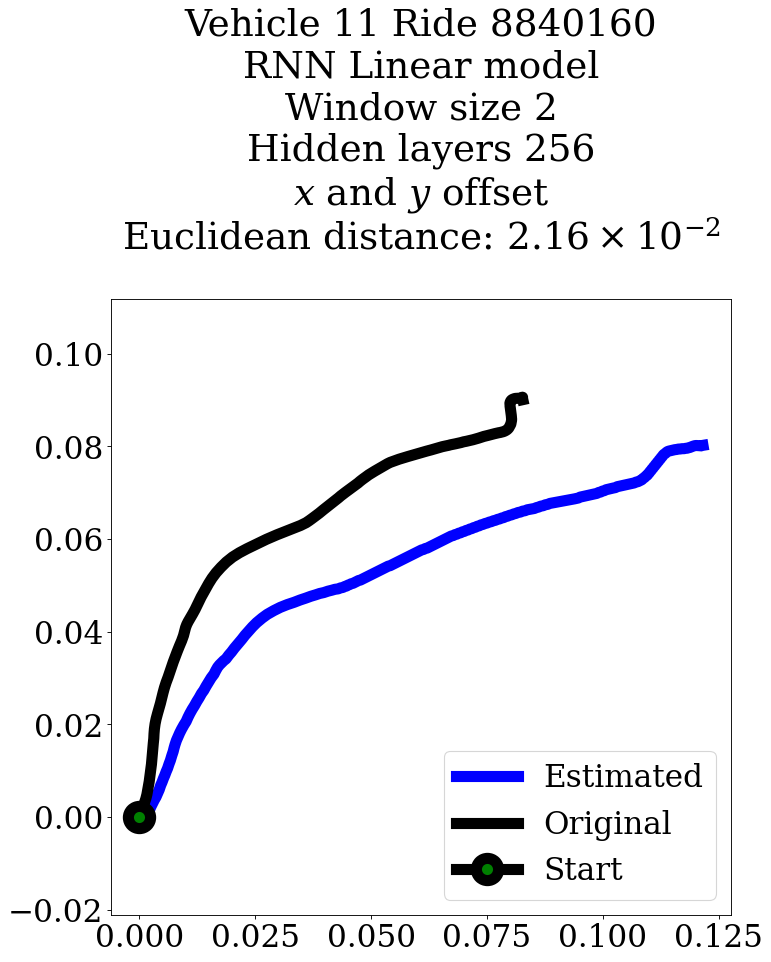 Vehicle 11 Ride 8840160
RNN Linear model
Window size 2
Hidden layers 256
x and y offset
Euclidean distance: 2.16 × 10⁻²
0.10
0.08
0.06
0.04
0.02
0.00
−0.02
Estimated
Original
Start
0.000 0.025 0.050 0.075 0.100 0.125